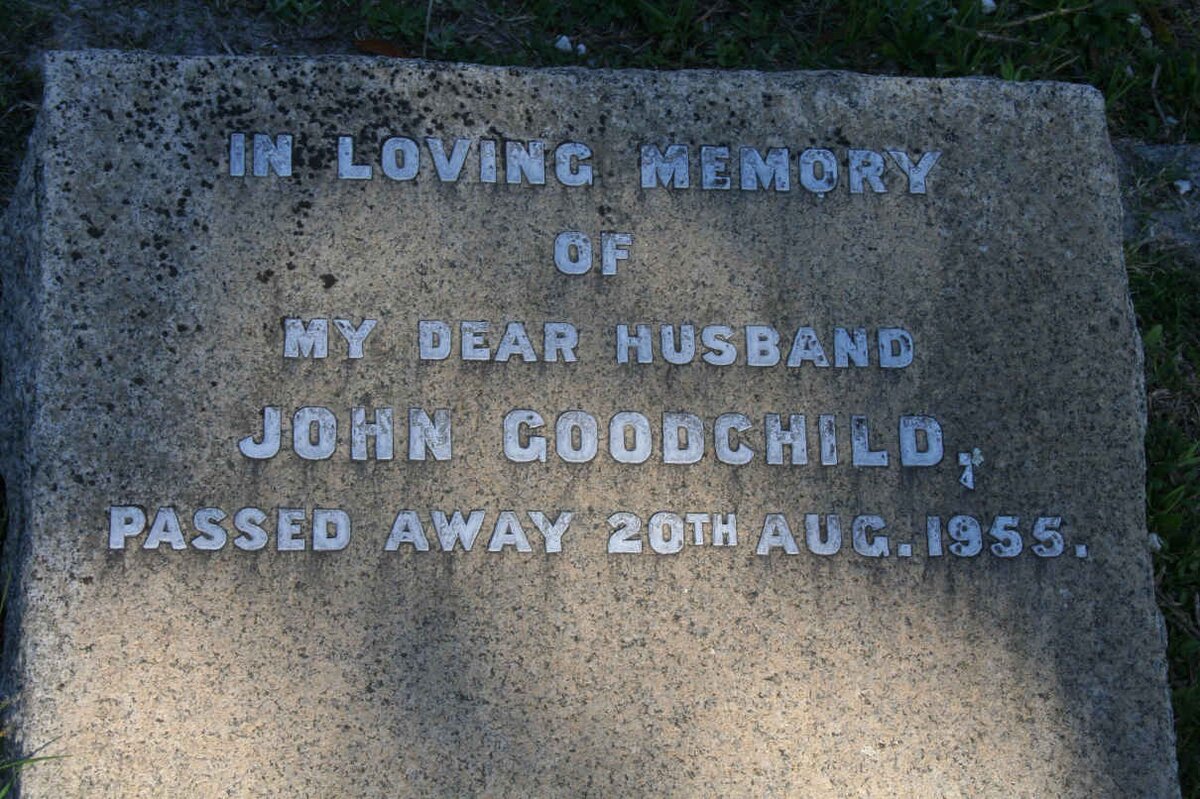 IN LOVING MEMORY
OF
MY DEAR HUSBAND
JOHN GOODCHILD,
PASSED AWAY 20TH AUG. 1955.